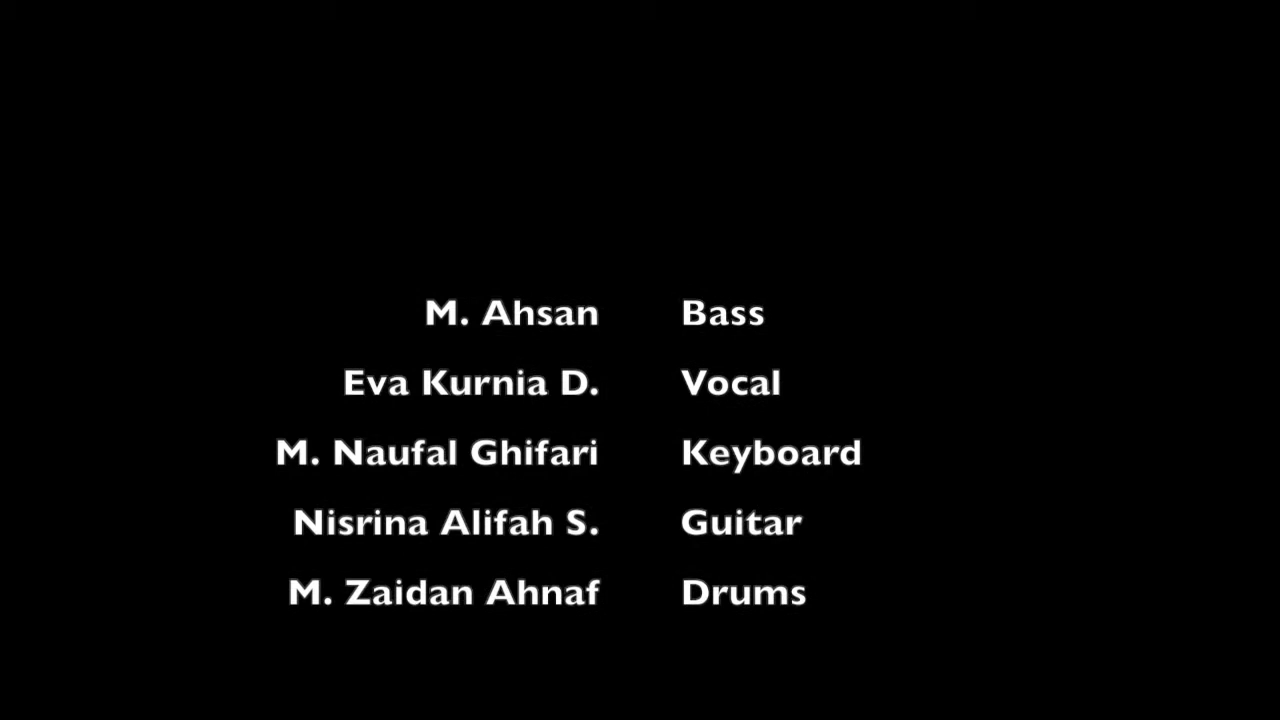 M. Ahsan Bass
Eva Kurnia D. Vocal
M. Naufal Ghifari Keyboard
Nisrina Alifah S. Guitar
M. Zaidan Ahnaf Drums